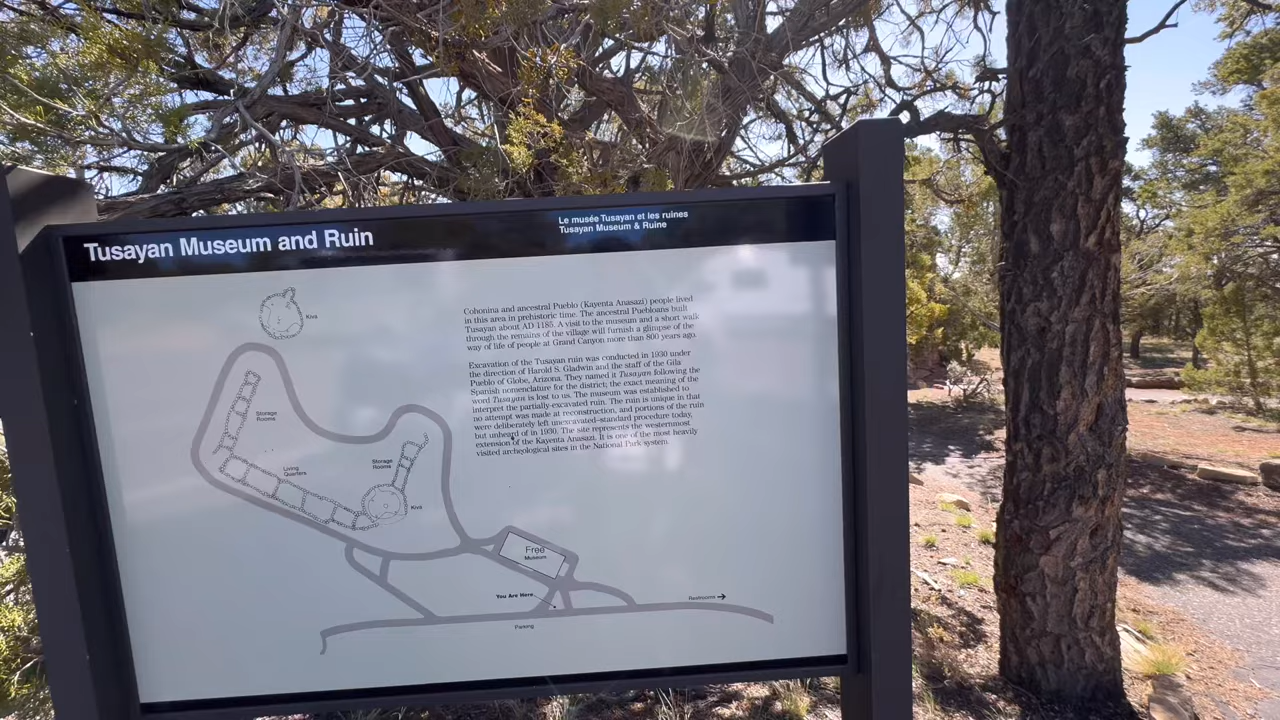 Tusayan Museum and Ruin
Le musée Tusayan et les ruines
Tusayan Museum & Ruine
Kiva
Cohonina and ancestral Pueblo (Kayenta Anasazi) people lived
in this area in prehistoric time. The ancestral Puebloans built
Tusayan about AD 1185. A visit to the museum and a short walk
through the remains of the village will furnish a glimpse of the
way of life of people at Grand Canyon more than 800 years ago.
Excavation of the Tusayan ruin was conducted in 1930 under
the direction of Harold S. Gladwin and the staff of the Gila
Pueblo of Globe, Arizona. They named it Tusayan following the
Spanish nomenclature for the district; the exact meaning of the
word Tusayan is lost to us. The museum was established to
interpret the partially-excavated ruin. The ruin is unique in that
no attempt was made at reconstruction, and portions of the ruin
were deliberately left unexcavated–standard procedure today,
but unheard of in 1930. The site represents the westernmost
extension of the Kayenta Anasazi. It is one of the most heavily
visited archeological sites in the National Park system.
Storage
Rooms
Living
Quarters
Storage
Rooms
Kiva
Free
Museum
You Are Here
Restrooms
Parking